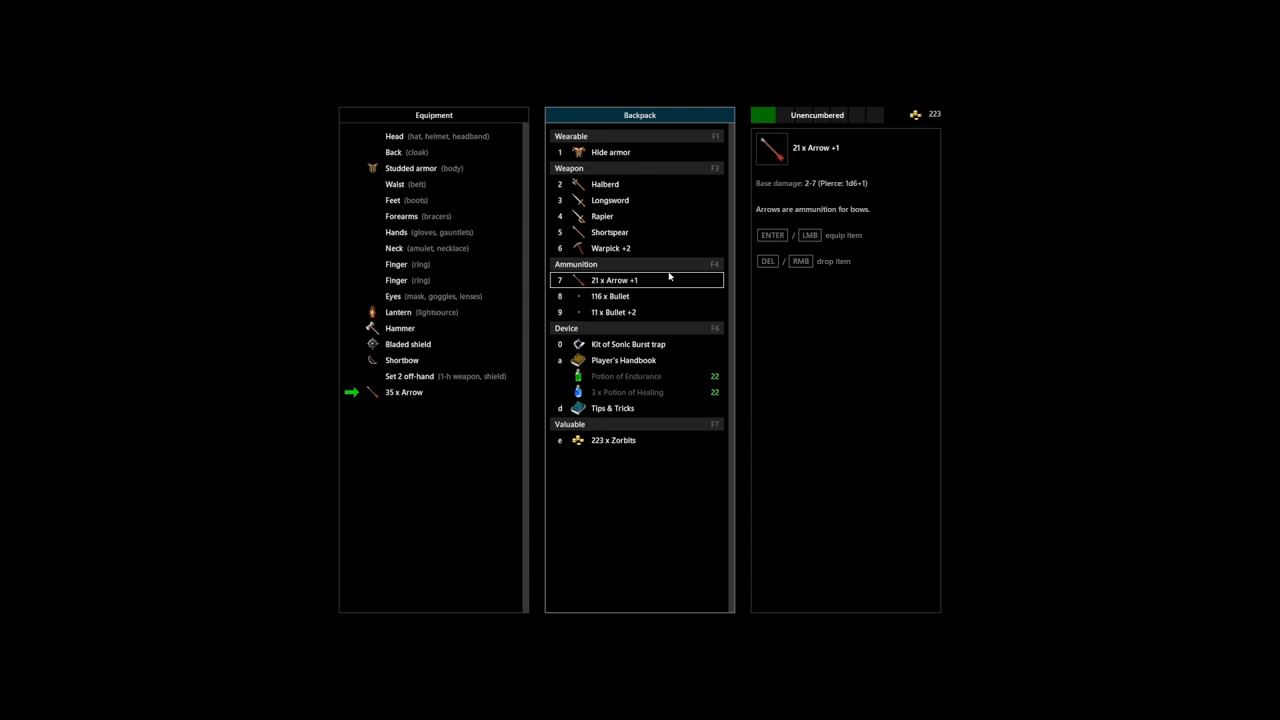 Equipment
Head (hat, helmet, headband)
Back (cloak)
Studded armor (body)
Waist (belt)
Feet (boots)
Forearms (bracers)
Hands (gloves, gauntlets)
Neck (amulet, necklace)
Finger (ring)
Finger (ring)
Eyes (mask, goggles, lenses)
Lantern (lightsource)
Hammer
Bladed shield
Shortbow
Set 2 off-hand (1-h weapon, shield)
35 x Arrow
Backpack
Wearable F1
1 Hide armor
Weapon F3
2 Halberd
3 Longsword
4 Rapier
5 Shortspear
6 Warpick +2
Ammunition F4
7 21 x Arrow +1
8 116 x Bullet
9 11 x Bullet +2
Device F6
0 Kit of Sonic Burst trap
a Player's Handbook
Potion of Endurance 22
3 x Potion of Healing 22
d Tips & Tricks
Valuable F7
e 223 x Zorbits
Unencumbered 223
21 x Arrow +1
Base damage: 2-7 (Pierce: 1d6+1)
Arrows are ammunition for bows.
ENTER / LMB equip item
DEL / RMB drop item